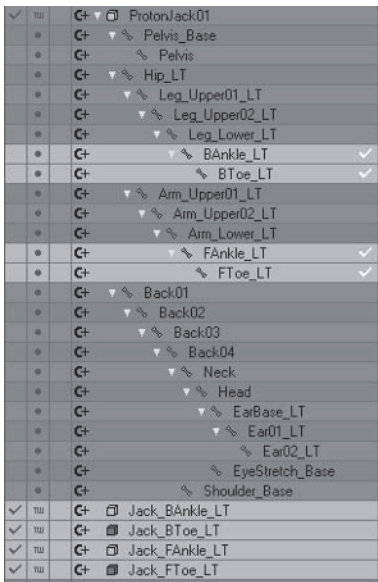 ProtonJack01
Pelvis_Base
Pelvis
Hip_LT
Leg_Upper01_LT
Leg_Upper02_LT
Leg_Lower_LT
BAnkle_LT
BToe_LT
Arm_Upper01_LT
Arm_Upper02_LT
Arm_Lower_LT
FAnkle_LT
FToe_LT
Back01
Back02
Back03
Back04
Neck
Head
EarBase_LT
Ear01_LT
Ear02_LT
EyeStretch_Base
Shoulder_Base
Jack_BAnkle_LT
Jack_BToe_LT
Jack_FAnkle_LT
Jack_FToe_LT